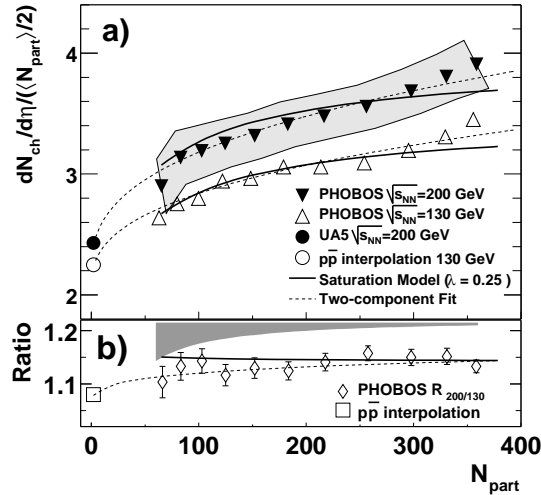 a)
dN_ch/dη/(⟨N_part⟩/2)
4
3
2
▼ PHOBOS √s_NN=200 GeV
△ PHOBOS √s_NN=130 GeV
● UA5 √s_NN=200 GeV
○ pp̄ interpolation 130 GeV
Saturation Model (λ = 0.25 )
Two-component Fit
b)
Ratio
1.2
1.1
◇ PHOBOS R_200/130
□ pp̄ interpolation
0 100 200 300 400
N_part